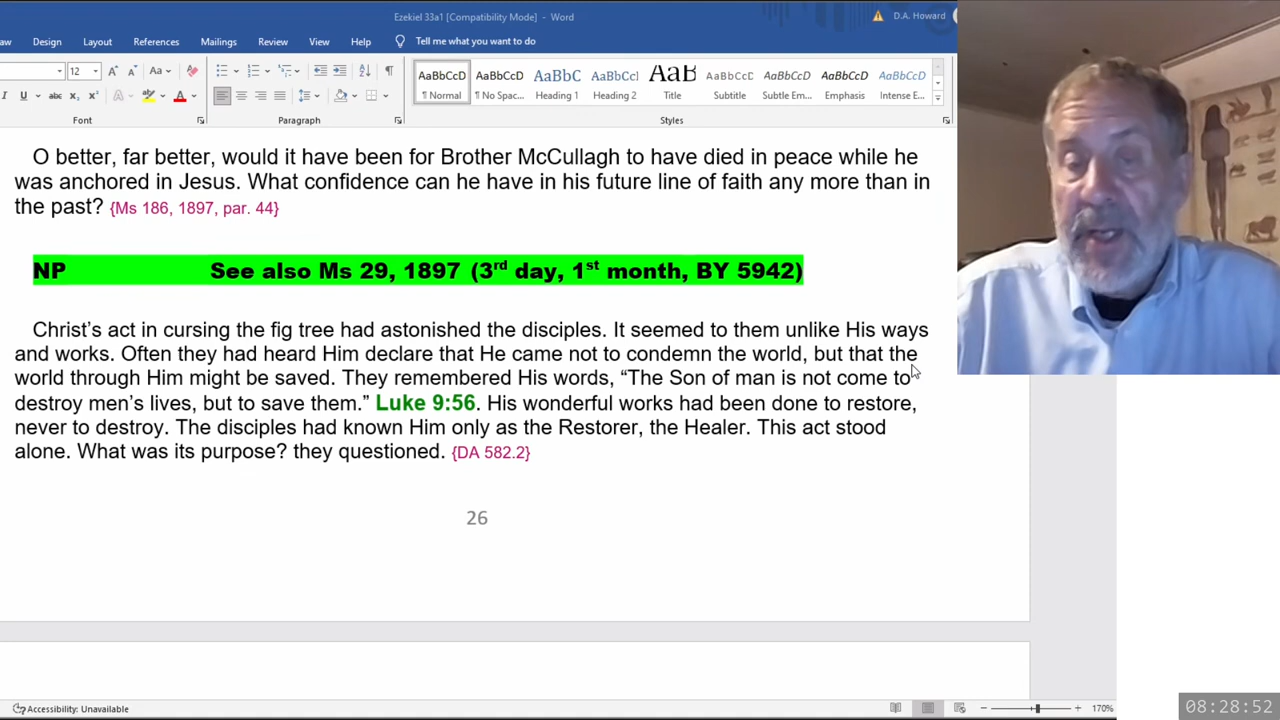 Ezekiel 33a1 [Compatibility Mode] - Word
D.A. Howard
aw Design Layout References Mailings Review View Help Tell me what you want to do
12 A A Aa
AaBbCcD AaBbCcD AaBbC AaBbCcl AaB AaBbCcD AaBbCcD AaBbCcD AaBbCcD
I U abc x₂ x² A A
¶ Normal ¶ No Spac... Heading 1 Heading 2 Title Subtitle Subtle Em... Emphasis Intense E...
Font Paragraph Styles
O better, far better, would it have been for Brother McCullagh to have died in peace while he
was anchored in Jesus. What confidence can he have in his future line of faith any more than in
the past? {Ms 186, 1897, par. 44}
NP See also Ms 29, 1897 (3rd day, 1st month, BY 5942)
Christ’s act in cursing the fig tree had astonished the disciples. It seemed to them unlike His ways
and works. Often they had heard Him declare that He came not to condemn the world, but that the
world through Him might be saved. They remembered His words, “The Son of man is not come to
destroy men’s lives, but to save them.” Luke 9:56. His wonderful works had been done to restore,
never to destroy. The disciples had known Him only as the Restorer, the Healer. This act stood
alone. What was its purpose? they questioned. {DA 582.2}
26
Accessibility: Unavailable
170%
08:28:52